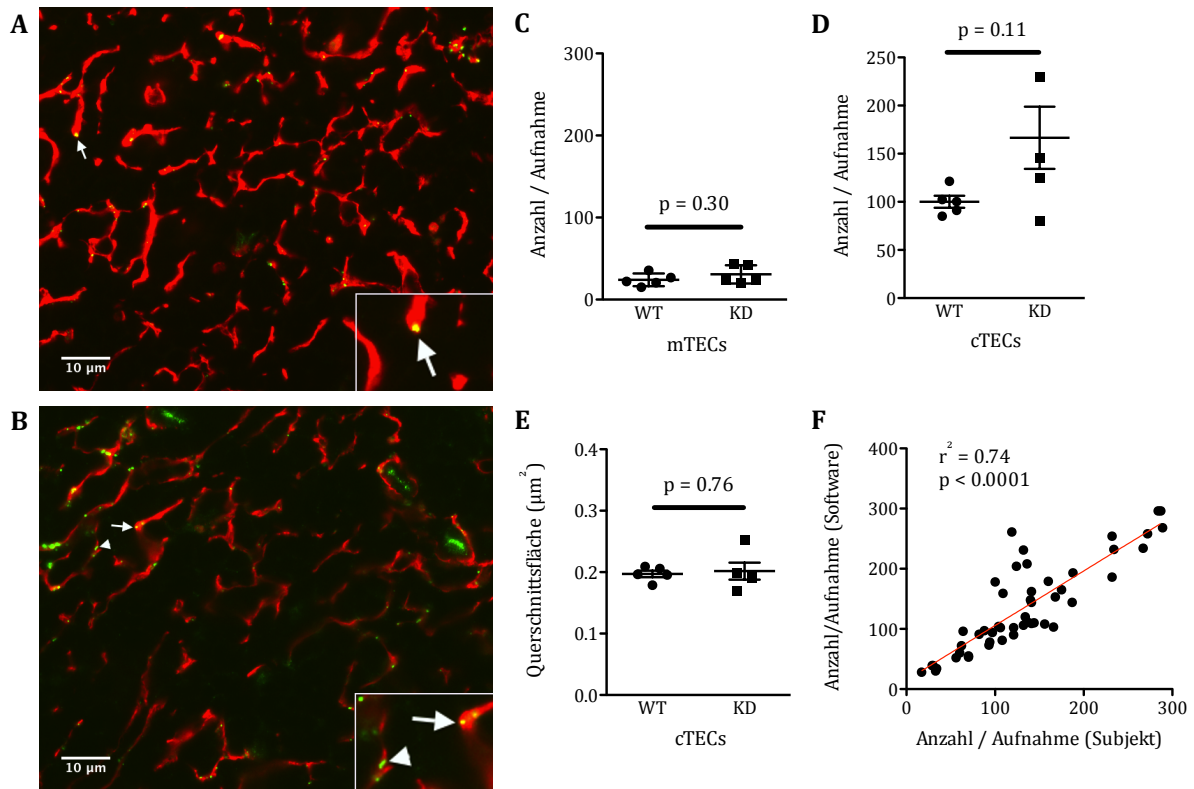 A
10 µm
B
10 µm
C
Anzahl / Aufnahme
300
200
100
0
p = 0.30
WT KD
mTECs
D
Anzahl / Aufnahme
250
200
150
100
50
0
p = 0.11
WT KD
cTECs
E
Querschnittsfläche (µm²)
0.4
0.3
0.2
0.1
0.0
p = 0.76
WT KD
cTECs
F
Anzahl/Aufnahme (Software)
400
300
200
100
0
r² = 0.74
p < 0.0001
0 100 200 300
Anzahl / Aufnahme (Subjekt)